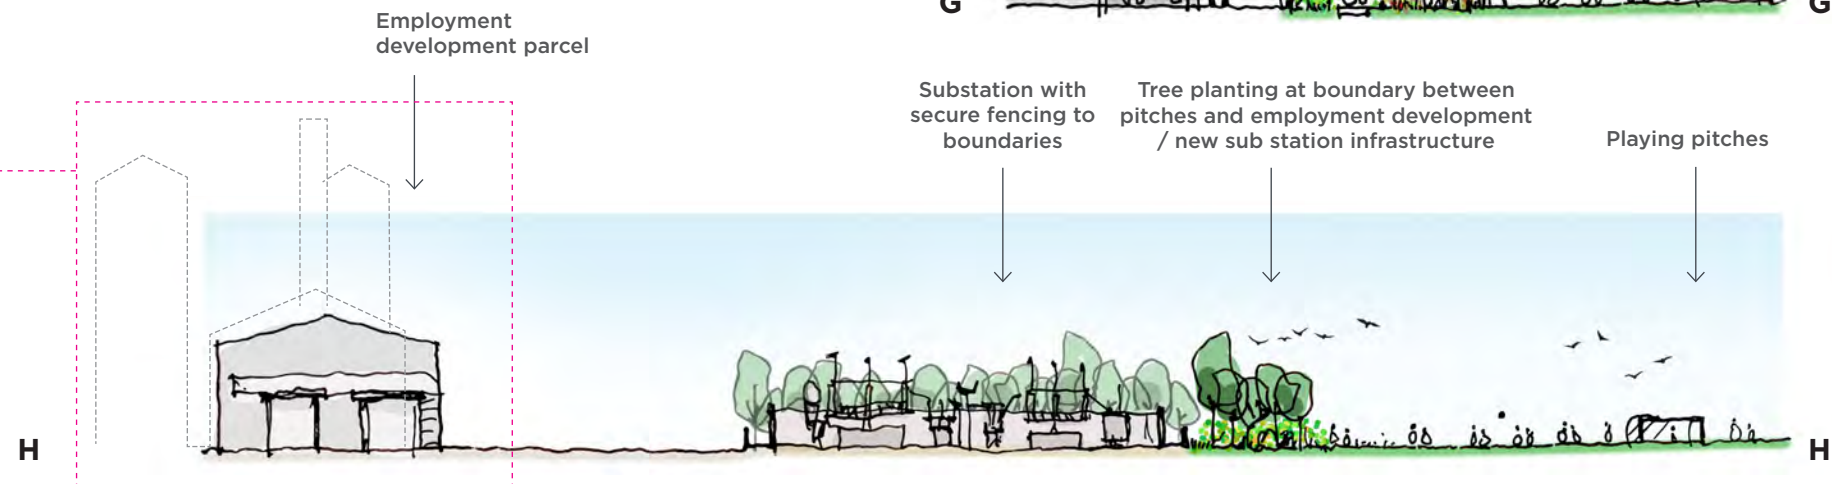 G
G
Employment
development parcel
Substation with
secure fencing to
boundaries
Tree planting at boundary between
pitches and employment development
/ new sub station infrastructure
Playing pitches
H
H